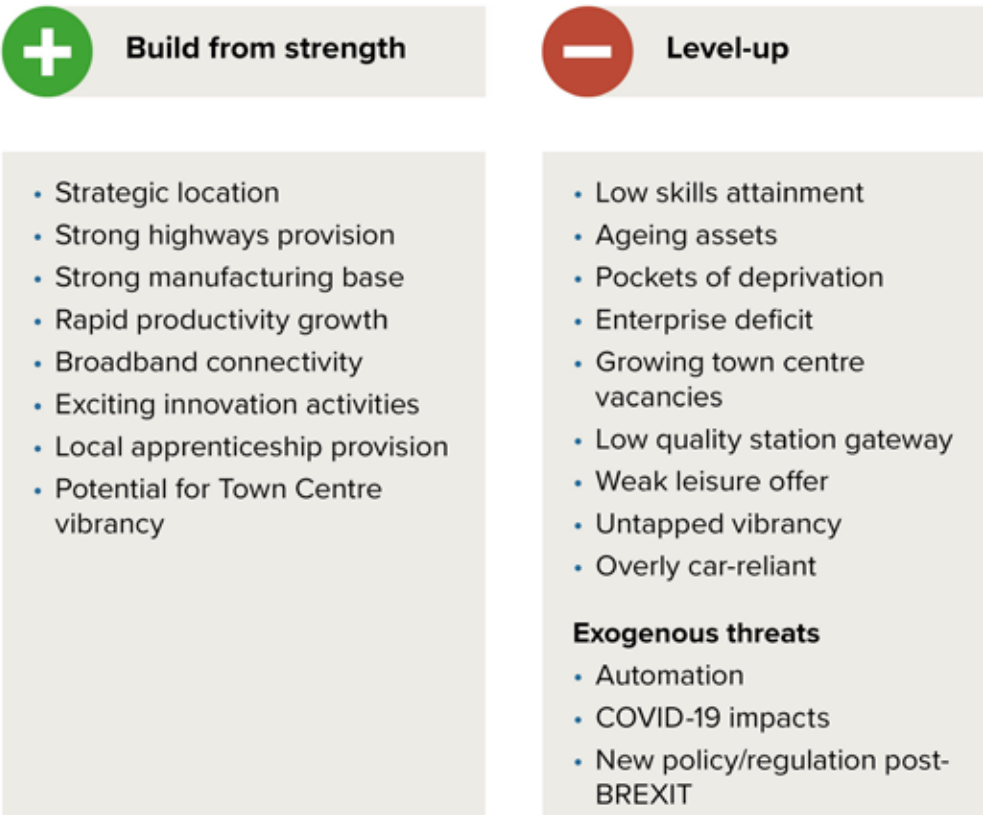 Build from strength
• Strategic location
• Strong highways provision
• Strong manufacturing base
• Rapid productivity growth
• Broadband connectivity
• Exciting innovation activities
• Local apprenticeship provision
• Potential for Town Centre
vibrancy
Level-up
• Low skills attainment
• Ageing assets
• Pockets of deprivation
• Enterprise deficit
• Growing town centre
vacancies
• Low quality station gateway
• Weak leisure offer
• Untapped vibrancy
• Overly car-reliant
Exogenous threats
• Automation
• COVID-19 impacts
• New policy/regulation post-
BREXIT